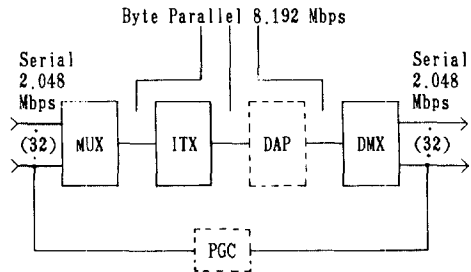 Byte Parallel 8.192 Mbps
Serial
2.048
Mbps
Serial
2.048
Mbps
(32)
MUX
ITX
DAP
DMX
(32)
PGC